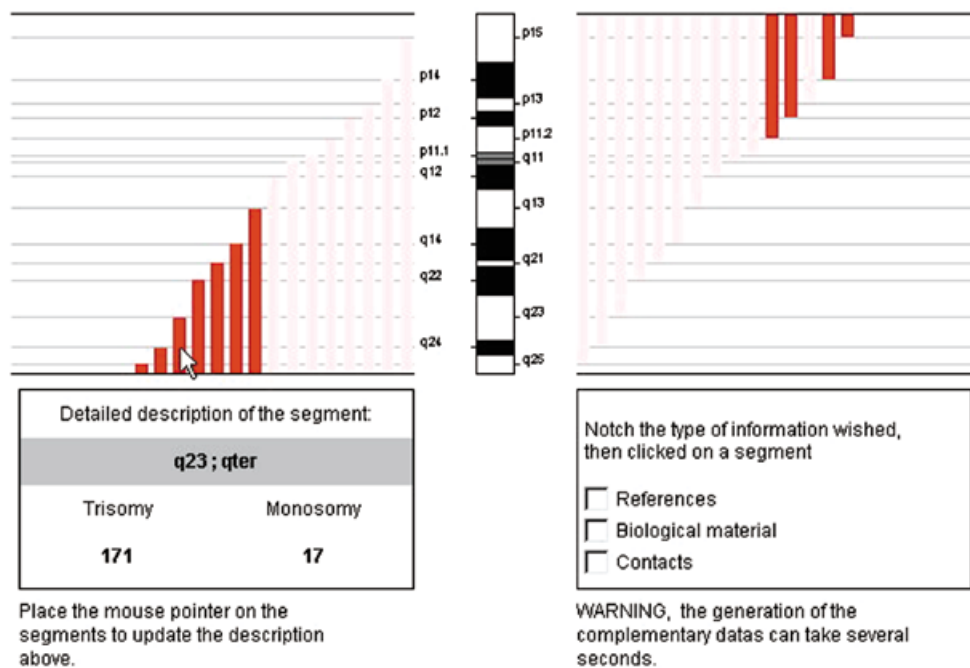 p14
p12
p11.1
q12
q14
q22
q24
p15
p13
p11.2
q11
q13
q21
q23
q25
Detailed description of the segment:
q23 ; qter
Trisomy Monosomy
171 17
Place the mouse pointer on the
segments to update the description
above.
Notch the type of information wished,
then clicked on a segment
References
Biological material
Contacts
WARNING, the generation of the
complementary datas can take several
seconds.